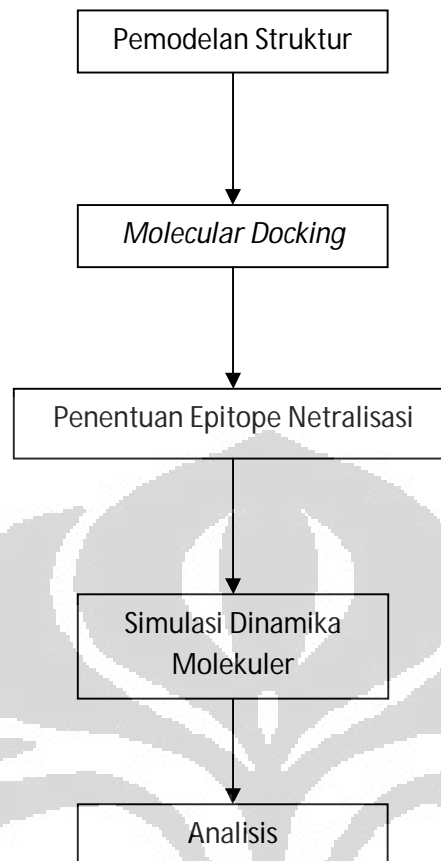 Pemodelan Struktur
Molecular Docking
Penentuan Epitope Netralisasi
Simulasi Dinamika
Molekuler
Analisis